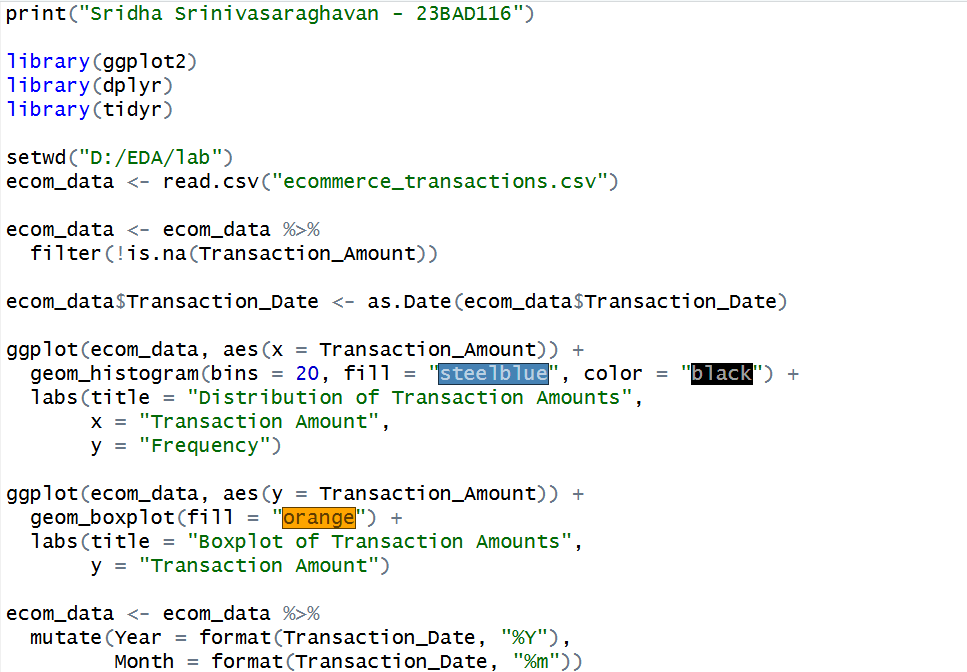 print("Sridha Srinivasaraghavan - 23BAD116")
library(ggplot2)
library(dplyr)
library(tidyr)
setwd("D:/EDA/lab")
ecom_data <- read.csv("ecommerce_transactions.csv")
ecom_data <- ecom_data %>%
  filter(!is.na(Transaction_Amount))
ecom_data$Transaction_Date <- as.Date(ecom_data$Transaction_Date)
ggplot(ecom_data, aes(x = Transaction_Amount)) +
  geom_histogram(bins = 20, fill = "steelblue", color = "black") +
  labs(title = "Distribution of Transaction Amounts",
       x = "Transaction Amount",
       y = "Frequency")
ggplot(ecom_data, aes(y = Transaction_Amount)) +
  geom_boxplot(fill = "orange") +
  labs(title = "Boxplot of Transaction Amounts",
       y = "Transaction Amount")
ecom_data <- ecom_data %>%
  mutate(Year = format(Transaction_Date, "%Y"),
         Month = format(Transaction_Date, "%m"))